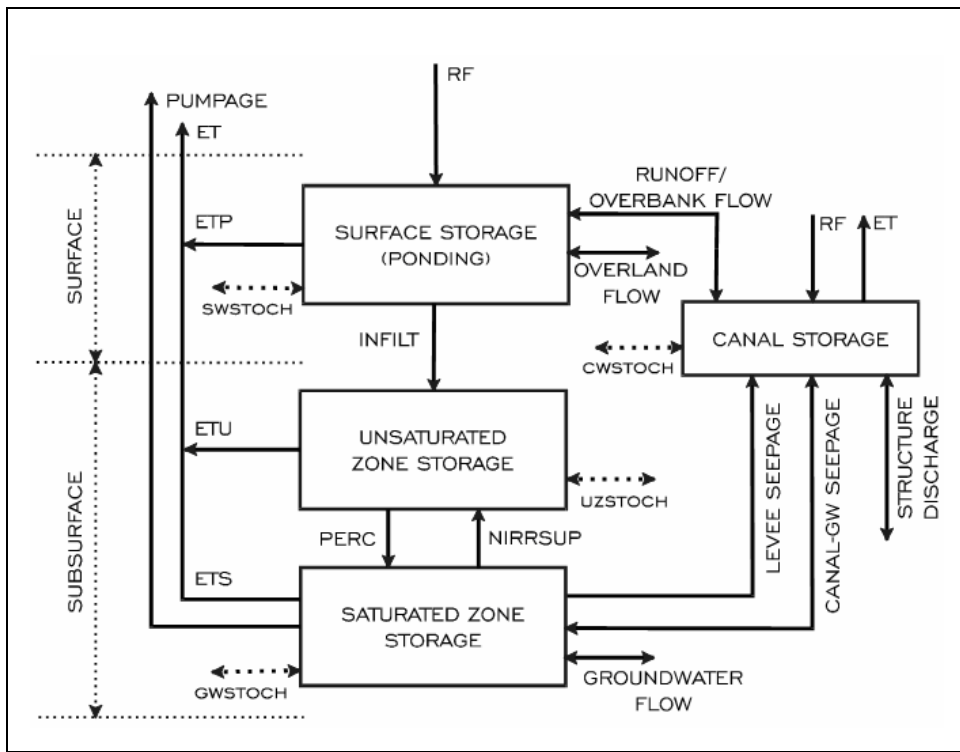 RF
PUMPAGE
ET
RUNOFF/
OVERBANK FLOW
RF
ET
ETP
SURFACE STORAGE
(PONDING)
OVERLAND
FLOW
SURFACE
SWSTOCH
INFILT
CANAL STORAGE
CWSTOCH
ETU
UNSATURATED
ZONE STORAGE
UZSTOCH
LEVEE SEEPAGE
CANAL-GW SEEPAGE
STRUCTURE
DISCHARGE
PERC
NIRRSUP
SUBSURFACE
ETS
SATURATED ZONE
STORAGE
GWSTOCH
GROUNDWATER
FLOW